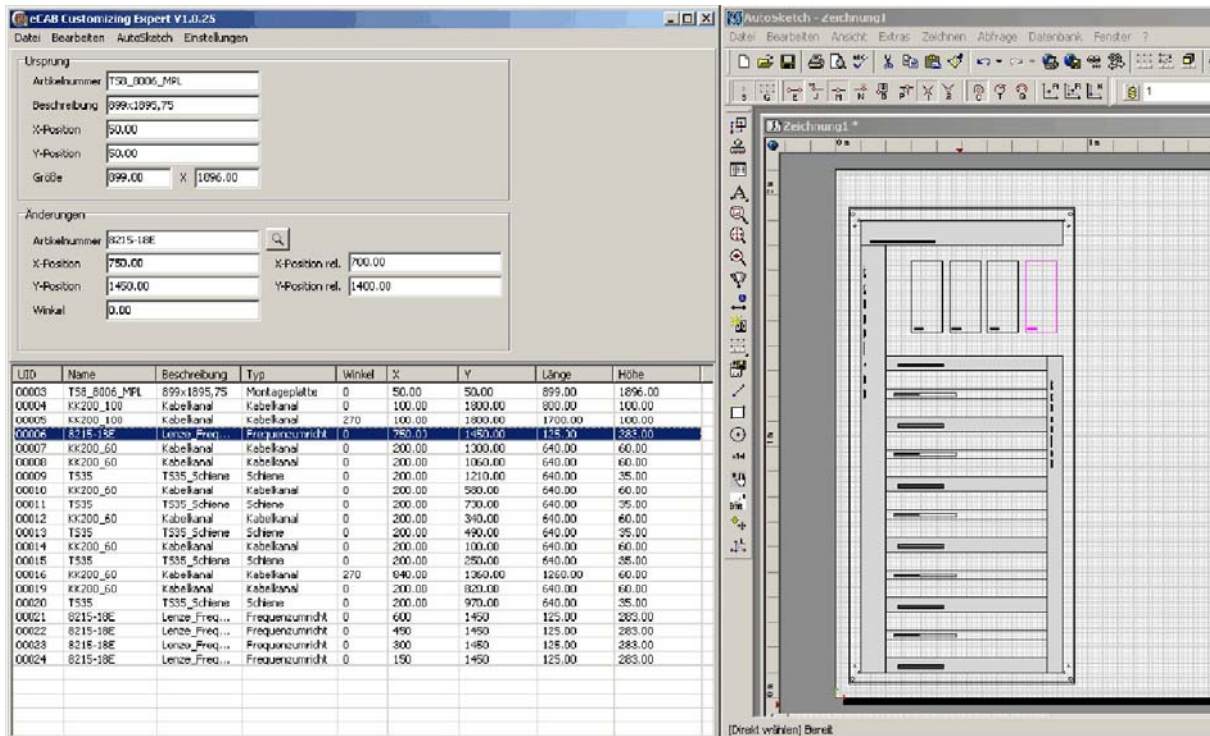 eCAB Customizing Expert V1.0.25
Datei Bearbeiten AutoSketch Einstellungen
Ursprung
Artikelnummer T58_8006_MPL
Beschreibung 899x1895,75
X-Position 50.00
Y-Position 50.00
Größe 899.00 X 1896.00
Änderungen
Artikelnummer 8215-18E
X-Position 750.00 X-Position rel. 700.00
Y-Position 1450.00 Y-Position rel. 1400.00
Winkel 0.00
UID Name Beschreibung Typ Winkel X Y Länge Höhe
00003 T58_8006_MPL 899x1895,75 Montageplatte 0 50.00 50.00 899.00 1896.00
00004 KK200_100 Kabelkanal Kabelkanal 0 100.00 1800.00 800.00 100.00
00005 KK200_100 Kabelkanal Kabelkanal 270 100.00 1800.00 1700.00 100.00
00006 8215-18E Lenze_Freq... Frequenzumricht 0 750.00 1450.00 125.00 283.00
00007 KK200_60 Kabelkanal Kabelkanal 0 200.00 1300.00 640.00 60.00
00008 KK200_60 Kabelkanal Kabelkanal 0 200.00 1060.00 640.00 60.00
00009 TS35 TS35_Schiene Schiene 0 200.00 1210.00 640.00 35.00
00010 KK200_60 Kabelkanal Kabelkanal 0 200.00 580.00 640.00 60.00
00011 TS35 TS35_Schiene Schiene 0 200.00 730.00 640.00 35.00
00012 KK200_60 Kabelkanal Kabelkanal 0 200.00 340.00 640.00 60.00
00013 TS35 TS35_Schiene Schiene 0 200.00 490.00 640.00 35.00
00014 KK200_60 Kabelkanal Kabelkanal 0 200.00 100.00 640.00 60.00
00015 TS35 TS35_Schiene Schiene 0 200.00 250.00 640.00 35.00
00016 KK200_60 Kabelkanal Kabelkanal 270 840.00 1360.00 1260.00 60.00
00019 KK200_60 Kabelkanal Kabelkanal 0 200.00 820.00 640.00 60.00
00020 TS35 TS35_Schiene Schiene 0 200.00 970.00 640.00 35.00
00021 8215-18E Lenze_Freq... Frequenzumricht 0 600 1450 125.00 283.00
00022 8215-18E Lenze_Freq... Frequenzumricht 0 450 1450 125.00 283.00
00023 8215-18E Lenze_Freq... Frequenzumricht 0 300 1450 125.00 283.00
00024 8215-18E Lenze_Freq... Frequenzumricht 0 150 1450 125.00 283.00
Autosketch - Zeichnung1
Datei Bearbeiten Ansicht Extras Zeichnen Abfrage Datenbank Fenster ?
1
Zeichnung1 *
0 m 1 m
[Direkt wählen] Bereit